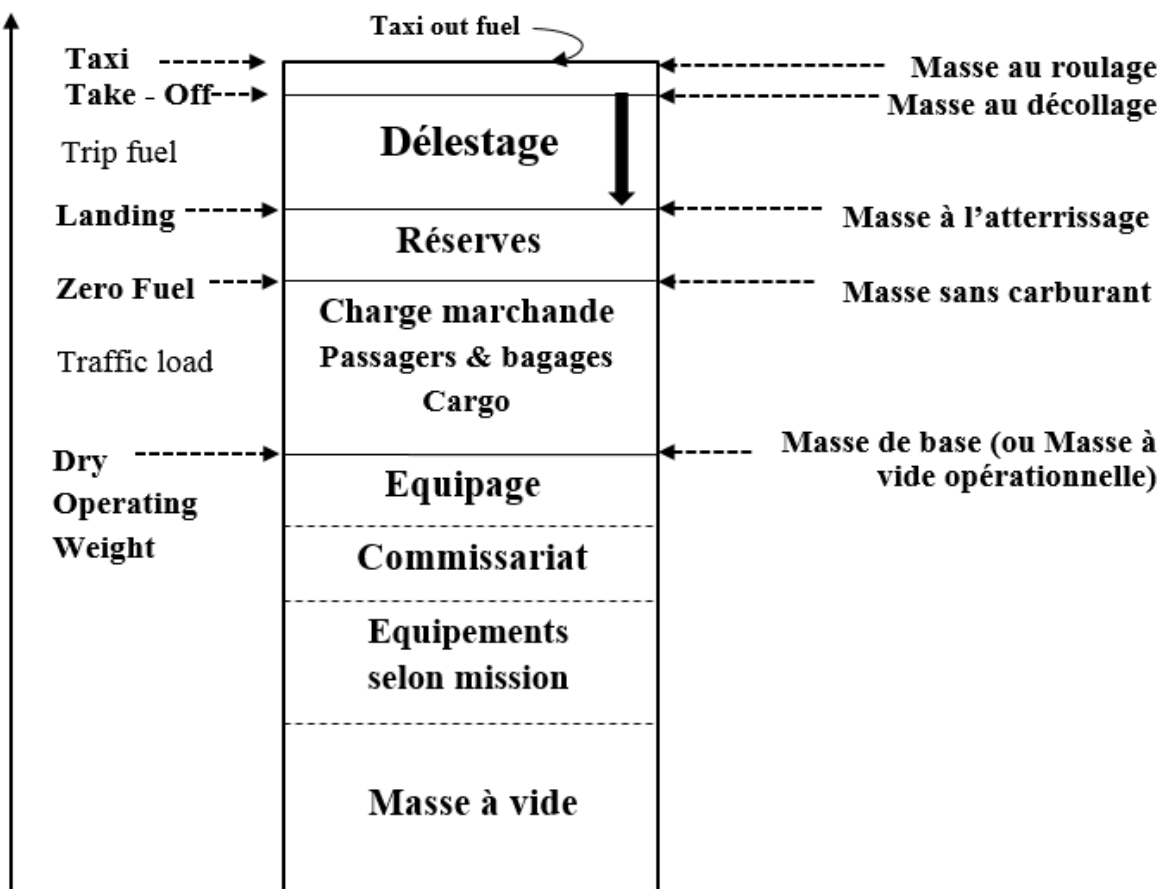 Taxi out fuel
Taxi
Masse au roulage
Take - Off
Masse au décollage
Délestage
Trip fuel
Landing
Masse à l’atterrissage
Réserves
Zero Fuel
Masse sans carburant
Charge marchande
Passagers & bagages
Traffic load
Cargo
Masse de base (ou Masse à
vide opérationnelle)
Dry
Operating
Weight
Equipage
Commissariat
Equipements
selon mission
Masse à vide